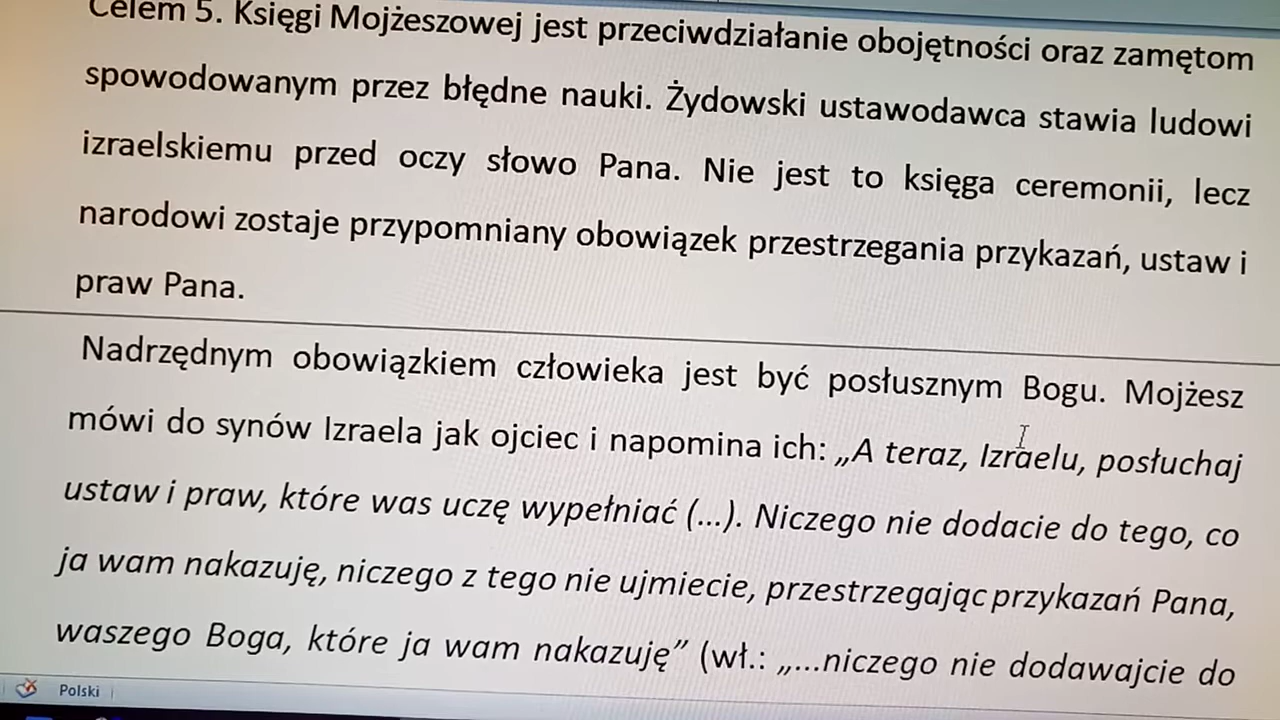 Celem 5. Księgi Mojżeszowej jest przeciwdziałanie obojętności oraz zamętom
spowodowanym przez błędne nauki. Żydowski ustawodawca stawia ludowi
izraelskiemu przed oczy słowo Pana. Nie jest to księga ceremonii, lecz
narodowi zostaje przypomniany obowiązek przestrzegania przykazań, ustaw i
praw Pana.
Nadrzędnym obowiązkiem człowieka jest być posłusznym Bogu. Mojżesz
mówi do synów Izraela jak ojciec i napomina ich: „A teraz, Izraelu, posłuchaj
ustaw i praw, które was uczę wypełniać (...). Niczego nie dodacie do tego, co
ja wam nakazuję, niczego z tego nie ujmiecie, przestrzegając przykazań Pana,
waszego Boga, które ja wam nakazuję” (wł.: „...niczego nie dodawajcie do
Polski